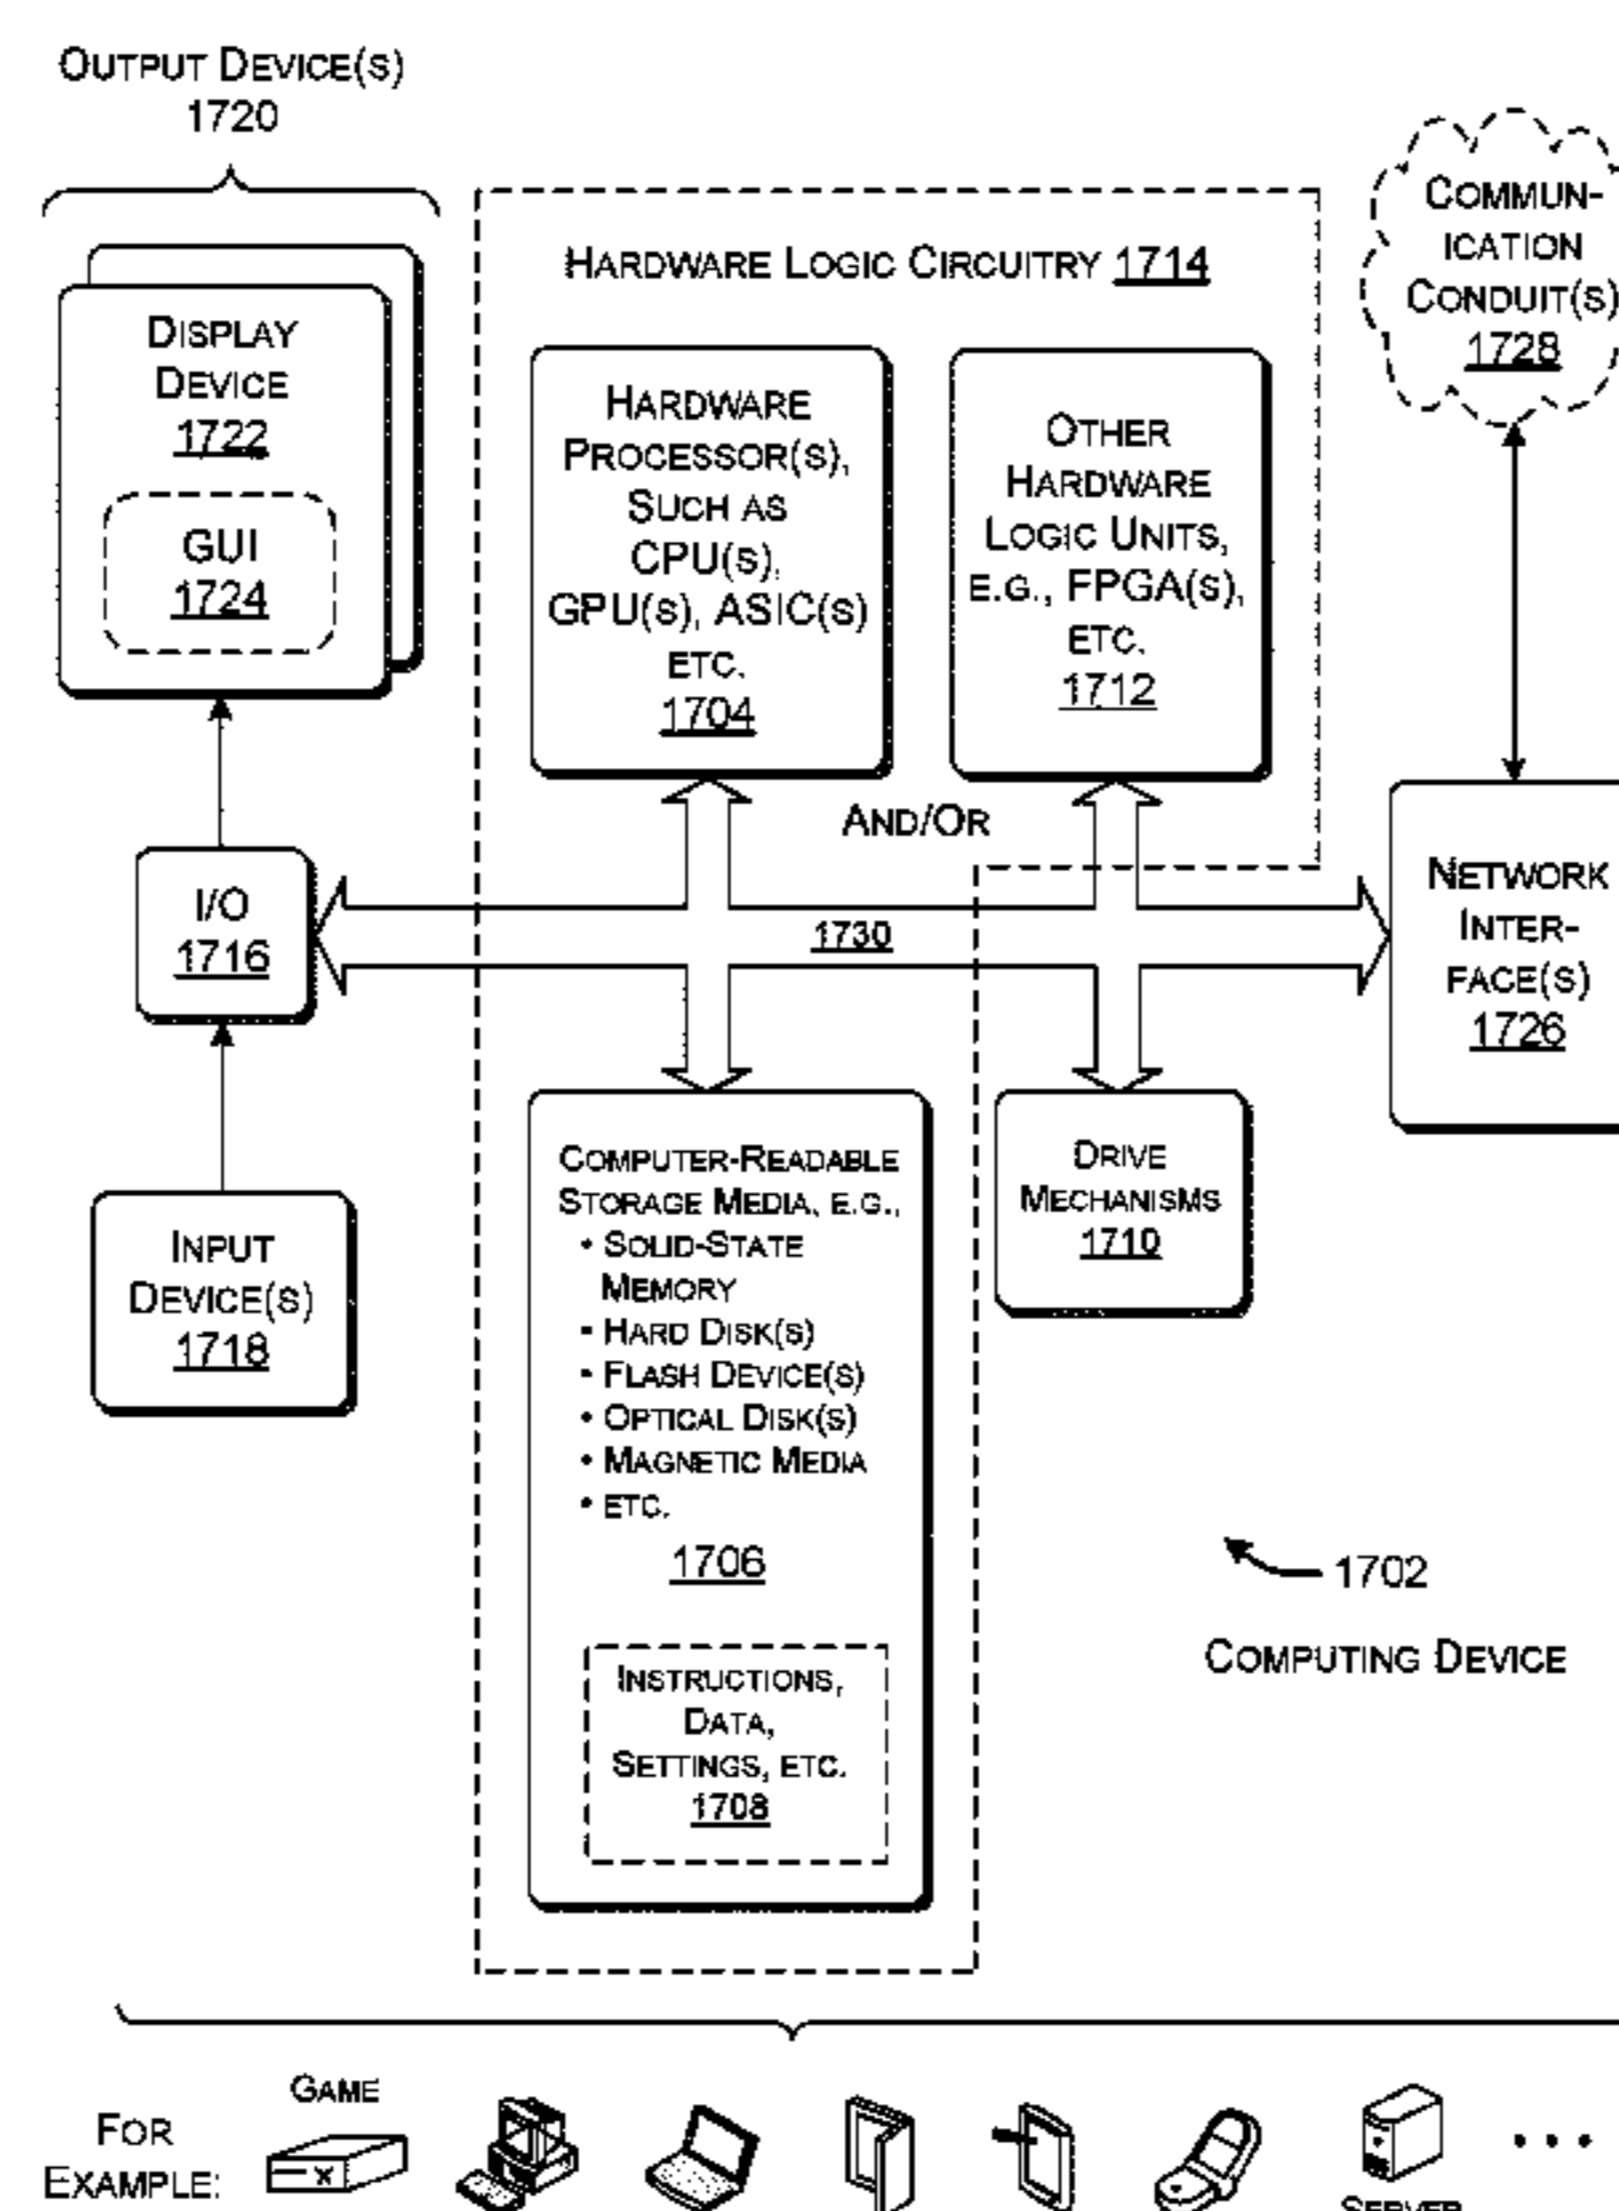 OUTPUT DEVICE(S)
1720
DISPLAY
DEVICE
1722
GUI
1724
I/O
1716
INPUT
DEVICE(S)
1718
HARDWARE LOGIC CIRCUITRY 1714
HARDWARE
PROCESSOR(S),
SUCH AS
CPU(S),
GPU(S), ASIC(S)
ETC.
1704
OTHER
HARDWARE
LOGIC UNITS,
E.G., FPGA(S),
ETC.
1712
AND/OR
1730
COMPUTER-READABLE
STORAGE MEDIA, E.G.,
• SOLID-STATE
MEMORY
• HARD DISK(S)
• FLASH DEVICE(S)
• OPTICAL DISK(S)
• MAGNETIC MEDIA
• ETC.
1706
INSTRUCTIONS,
DATA,
SETTINGS, ETC.
1708
DRIVE
MECHANISMS
1710
COMMUN-
ICATION
CONDUIT(S)
1728
NETWORK
INTER-
FACE(S)
1726
1702
COMPUTING DEVICE
FOR
EXAMPLE:
GAME
X
SERVER
• • •